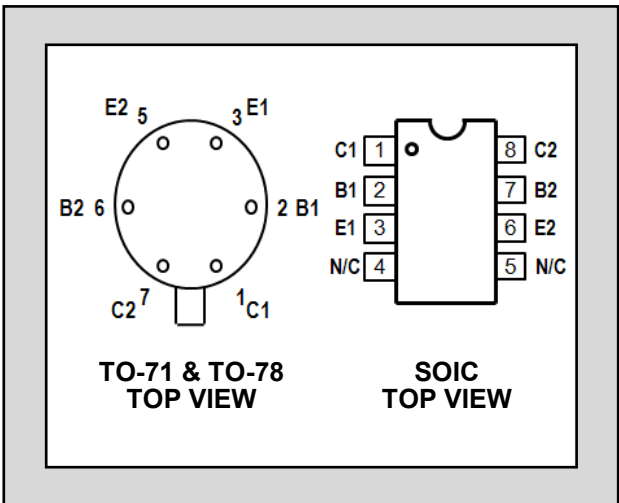 E2 5 3 E1
B2 6 2 B1
C2 7 1 C1
TO-71 & TO-78
TOP VIEW
C1 1 8 C2
B1 2 7 B2
E1 3 6 E2
N/C 4 5 N/C
SOIC
TOP VIEW